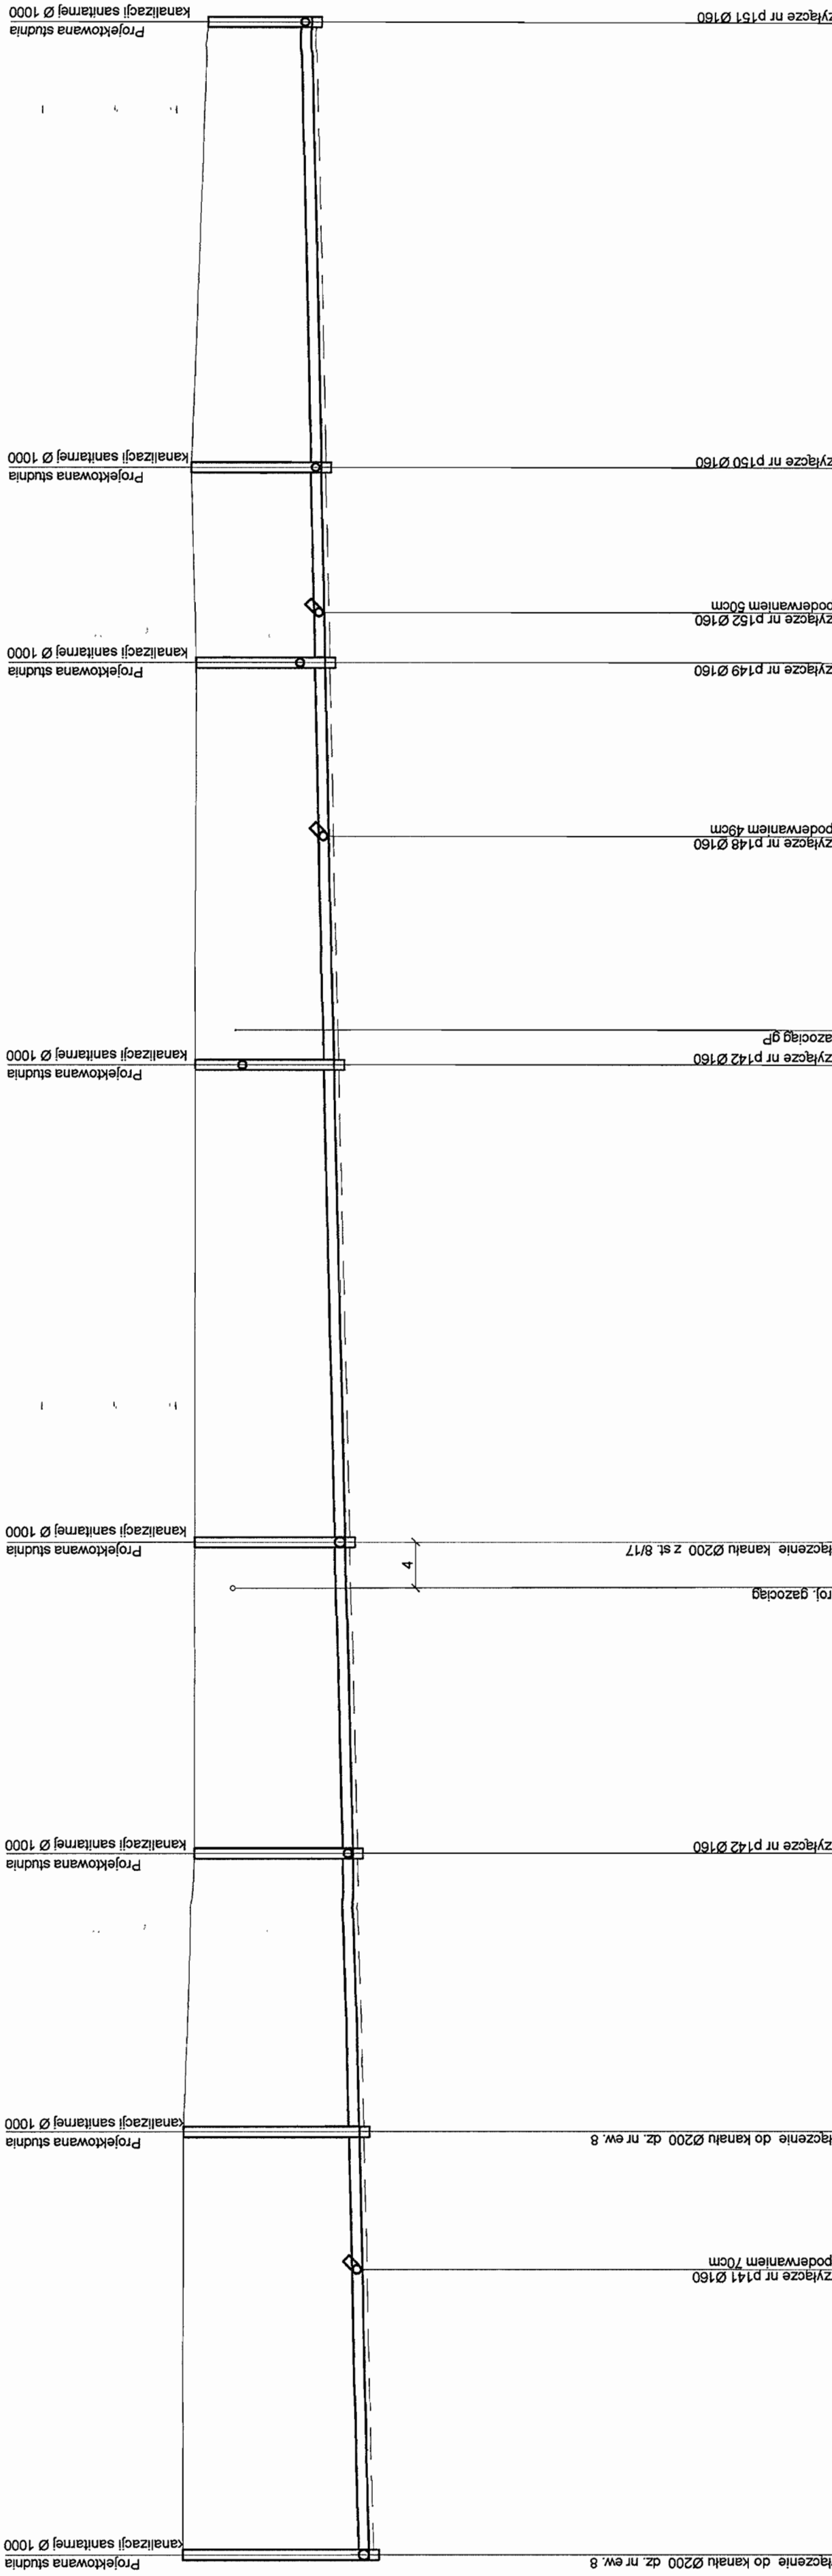 łączenie do kanału Ø200 dz. nr ew. 8
Projektowana studnia
kanalizacji sanitarnej Ø 1000
zyłącze nr p141 Ø160
poderwaniem 70cm
łączenie do kanału Ø200 dz. nr ew. 8
Projektowana studnia
kanalizacji sanitarnej Ø 1000
zyłącze nr p142 Ø160
Projektowana studnia
kanalizacji sanitarnej Ø 1000
roj. gazociąg
4
łączenie kanału Ø200 z st. 8/17
Projektowana studnia
kanalizacji sanitarnej Ø 1000
zyłącze nr p142 Ø160
Projektowana studnia
kanalizacji sanitarnej Ø 1000
azociąg gP
zyłącze nr p148 Ø160
poderwaniem 49cm
zyłącze nr p149 Ø160
Projektowana studnia
kanalizacji sanitarnej Ø 1000
zyłącze nr p152 Ø160
poderwaniem 50cm
zyłącze nr p150 Ø160
Projektowana studnia
kanalizacji sanitarnej Ø 1000
zyłącze nr p151 Ø160
Projektowana studnia
kanalizacji sanitarnej Ø 1000